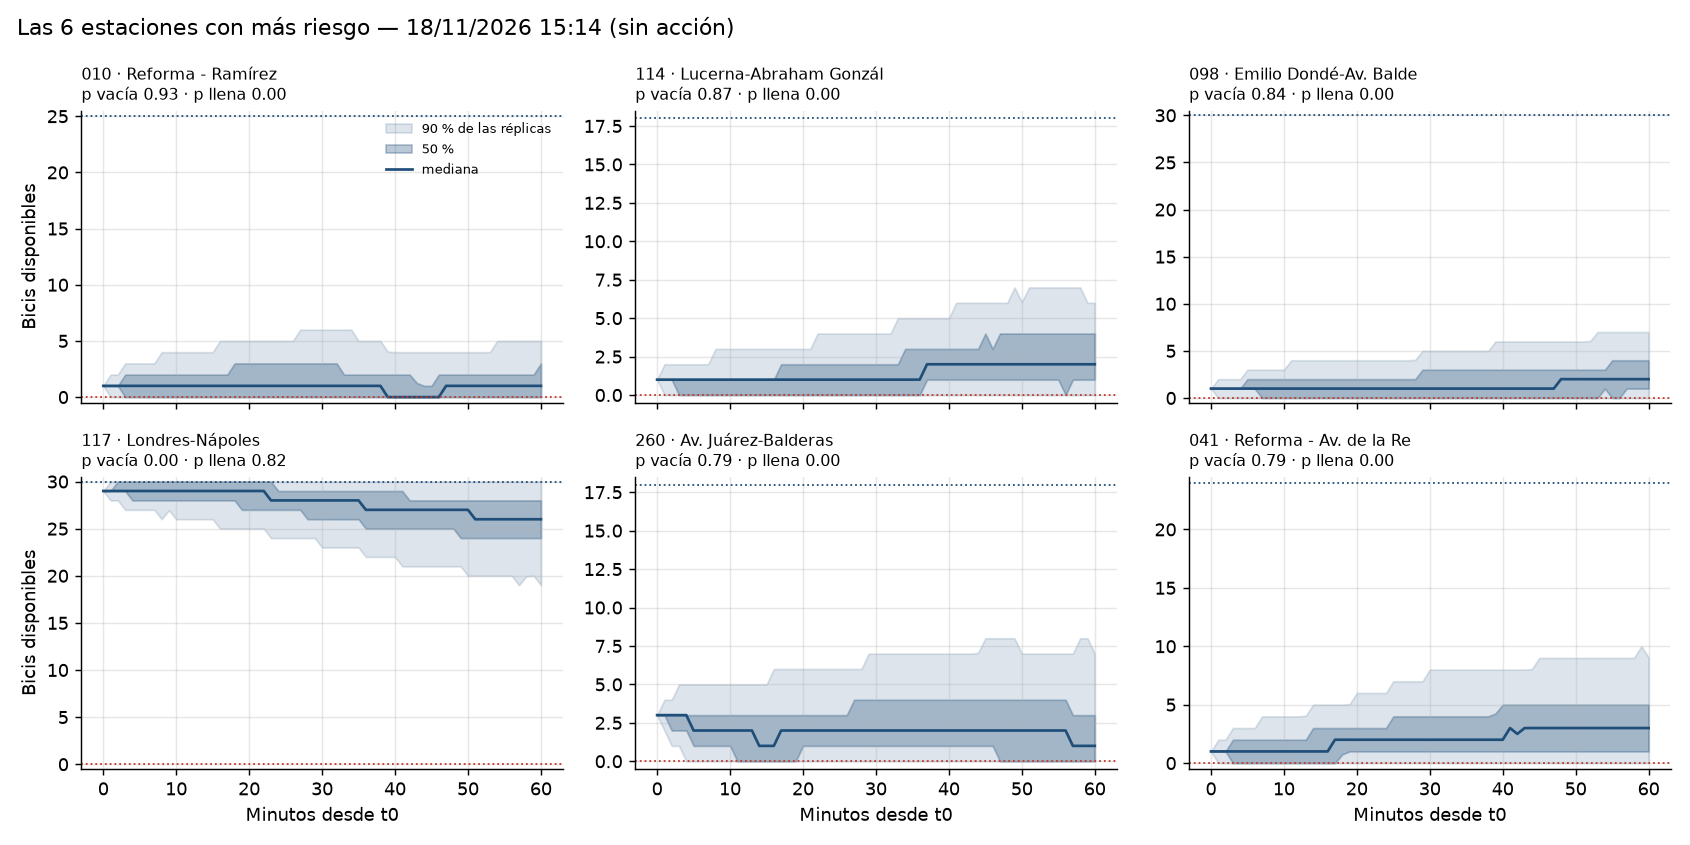 Las 6 estaciones con más riesgo — 18/11/2026 15:14 (sin acción)
010 · Reforma - Ramírez
p vacía 0.93 · p llena 0.00
25
20
15
10
5
0
Bicis disponibles
90 % de las réplicas
50 %
mediana
114 · Lucerna-Abraham Gonzál
p vacía 0.87 · p llena 0.00
17.5
15.0
12.5
10.0
7.5
5.0
2.5
0.0
098 · Emilio Dondé-Av. Balde
p vacía 0.84 · p llena 0.00
30
25
20
15
10
5
0
117 · Londres-Nápoles
p vacía 0.00 · p llena 0.82
30
25
20
15
10
5
0
Bicis disponibles
0 10 20 30 40 50 60
Minutos desde t0
260 · Av. Juárez-Balderas
p vacía 0.79 · p llena 0.00
17.5
15.0
12.5
10.0
7.5
5.0
2.5
0.0
0 10 20 30 40 50 60
Minutos desde t0
041 · Reforma - Av. de la Re
p vacía 0.79 · p llena 0.00
20
15
10
5
0
0 10 20 30 40 50 60
Minutos desde t0